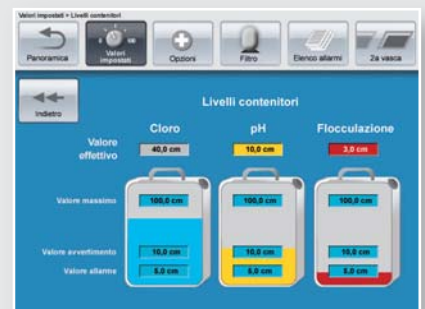 Valori impostati > Livelli contenitori
Panoramica
Valori impostati
Opzioni
Filtro
Elenco allarmi
2a vasca
Indietro
Livelli contenitori
Cloro pH Flocculazione
Valore effettivo 40,0 cm 10,0 cm 3,0 cm
Valore massimo 100,0 cm 100,0 cm 100,0 cm
Valore avvertimento 10,0 cm 10,0 cm 10,0 cm
Valore allarme 5,0 cm 5,0 cm 5,0 cm